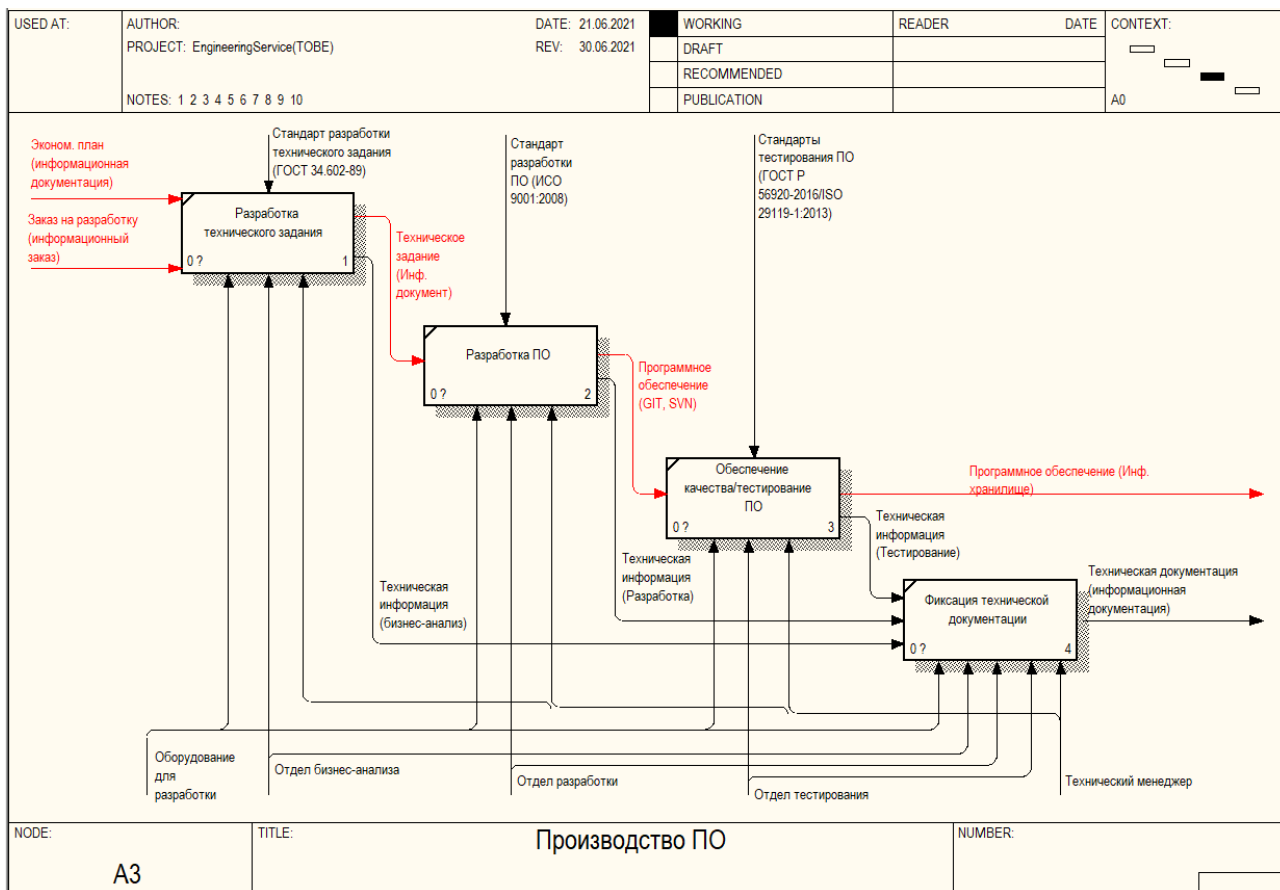 USED AT:
AUTHOR:
DATE: 21.06.2021
PROJECT: EngineeringService(TOBE)
REV: 30.06.2021
NOTES: 1 2 3 4 5 6 7 8 9 10
WORKING
DRAFT
RECOMMENDED
PUBLICATION
READER
DATE
CONTEXT:
A0
Эконом. план
(информационная
документация)
Заказ на разработку
(информационный
заказ)
Стандарт разработки
технического задания
(ГОСТ 34.602-89)
Разработка
технического задания
0 ?
1
Техническое
задание
(Инф.
документ)
Стандарт
разработки
ПО (ИСО
9001:2008)
Разработка ПО
0 ?
2
Программное
обеспечение
(GIT, SVN)
Стандарты
тестирования ПО
(ГОСТ Р
56920-2016/ISO
29119-1:2013)
Обеспечение
качества/тестирование
ПО
0 ?
3
Программное обеспечение (Инф.
хранилище)
Техническая
информация
(Тестирование)
Техническая
информация
(Разработка)
Техническая
информация
(бизнес-анализ)
Фиксация технической
документации
0 ?
4
Техническая документация
(информационная
документация)
Оборудование
для
разработки
Отдел бизнес-анализа
Отдел разработки
Отдел тестирования
Технический менеджер
NODE:
A3
TITLE:
Производство ПО
NUMBER: